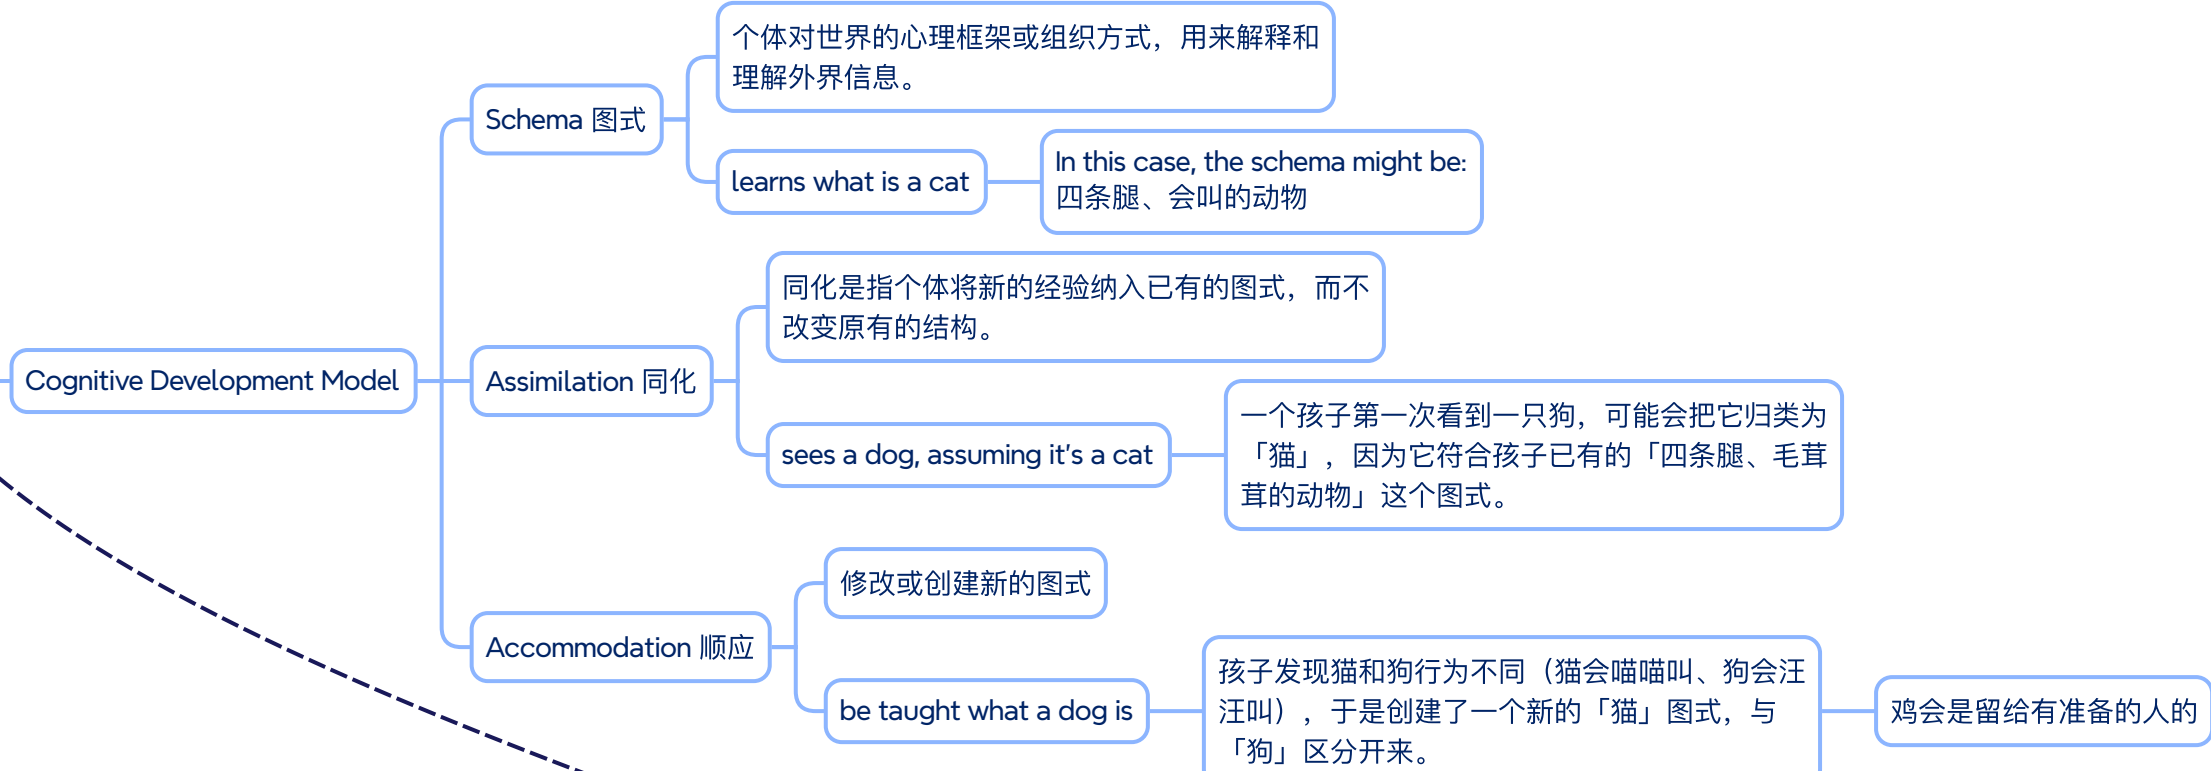 个体对世界的心理框架或组织方式，用来解释和
理解外界信息。
Schema 图式
learns what is a cat
In this case, the schema might be:
四条腿、会叫的动物
同化是指个体将新的经验纳入已有的图式，而不
改变原有的结构。
Cognitive Development Model
Assimilation 同化
sees a dog, assuming it's a cat
一个孩子第一次看到一只狗，可能会把它归类为
「猫」，因为它符合孩子已有的「四条腿、毛茸
茸的动物」这个图式。
修改或创建新的图式
Accommodation 顺应
be taught what a dog is
孩子发现猫和狗行为不同（猫会喵喵叫、狗会汪
汪叫），于是创建了一个新的「猫」图式，与
「狗」区分开来。
鸡会是留给有准备的人的